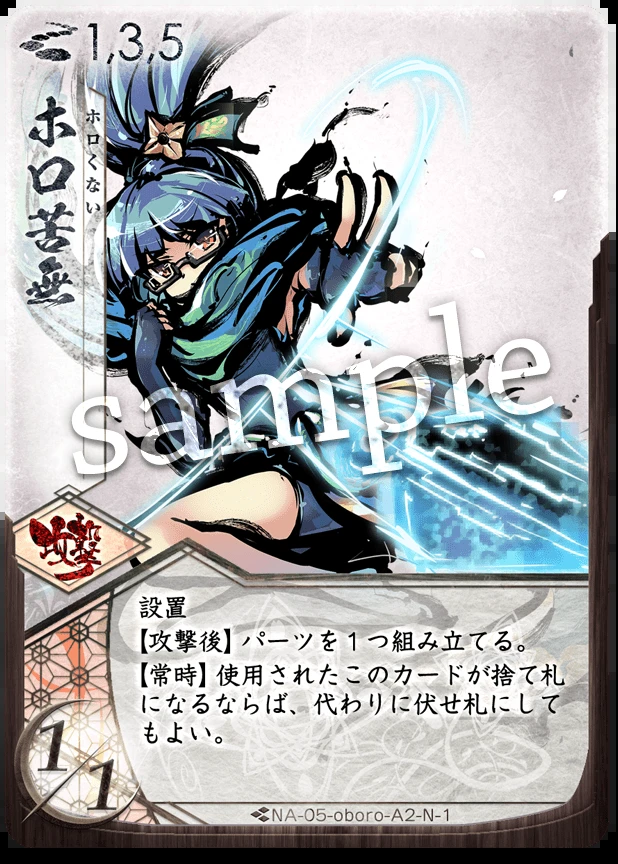 1,3,5
ホロ苦無
ホロくない
sample
攻撃
設置
【攻撃後】パーツを1つ組み立てる。
【常時】使用されたこのカードが捨て札
になるならば、代わりに伏せ札にして
もよい。
1/1
NA-05-oboro-A2-N-1